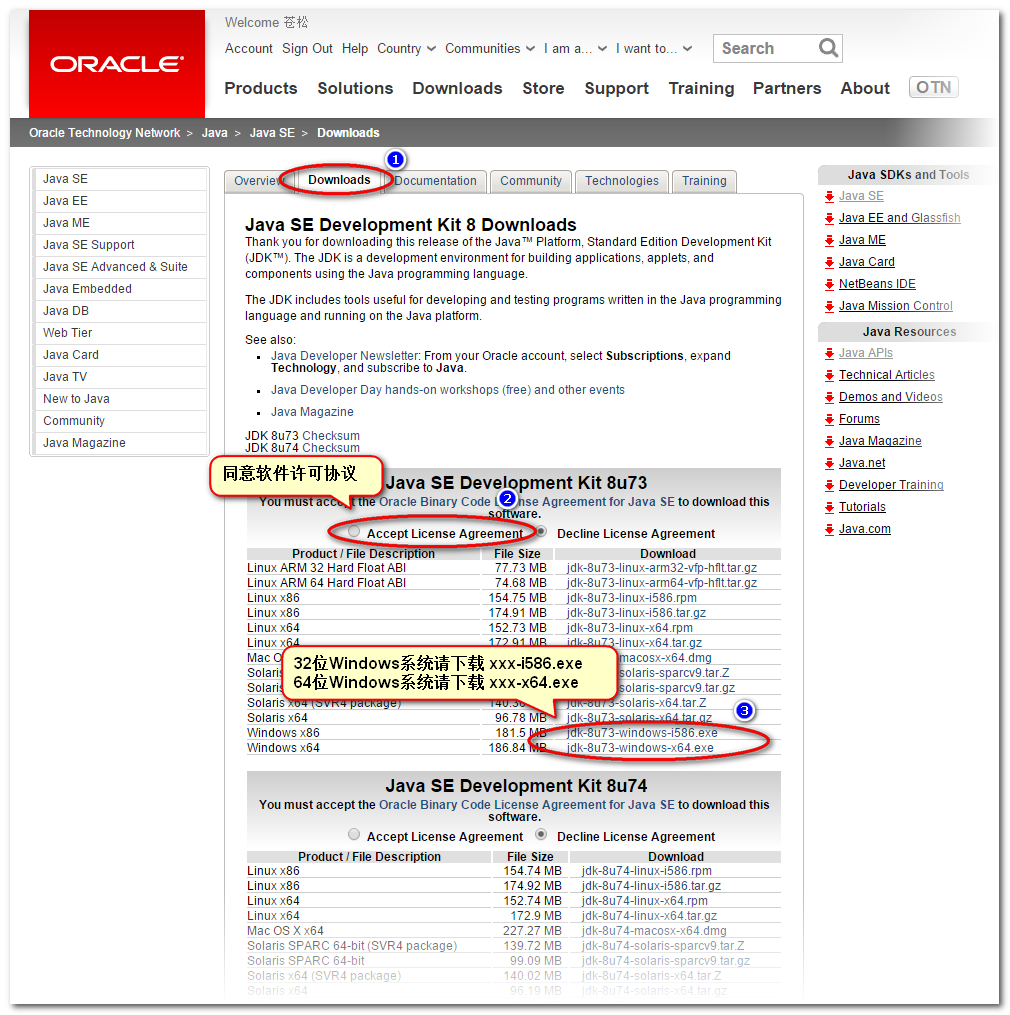 ORACLE
Welcome 苍松
Account Sign Out Help Country Communities I am a... I want to... Search
Products Solutions Downloads Store Support Training Partners About OTN
Oracle Technology Network > Java > Java SE > Downloads
Java SE
Java EE
Java ME
Java SE Support
Java SE Advanced & Suite
Java Embedded
Java DB
Web Tier
Java Card
Java TV
New to Java
Community
Java Magazine
1
Overview Downloads Documentation Community Technologies Training
Java SE Development Kit 8 Downloads
Thank you for downloading this release of the Java™ Platform, Standard Edition Development Kit
(JDK™). The JDK is a development environment for building applications, applets, and
components using the Java programming language.
The JDK includes tools useful for developing and testing programs written in the Java programming
language and running on the Java platform.
See also:
Java Developer Newsletter: From your Oracle account, select Subscriptions, expand
Technology, and subscribe to Java.
Java Developer Day hands-on workshops (free) and other events
Java Magazine
JDK 8u73 Checksum
JDK 8u74 Checksum
同意软件许可协议
Java SE Development Kit 8u73
2
You must accept the Oracle Binary Code License Agreement for Java SE to download this
software.
Accept License Agreement Decline License Agreement
Product / File Description File Size Download
Linux ARM 32 Hard Float ABI 77.73 MB jdk-8u73-linux-arm32-vfp-hflt.tar.gz
Linux ARM 64 Hard Float ABI 74.68 MB jdk-8u73-linux-arm64-vfp-hflt.tar.gz
Linux x86 154.75 MB jdk-8u73-linux-i586.rpm
Linux x86 174.91 MB jdk-8u73-linux-i586.tar.gz
Linux x64 152.73 MB jdk-8u73-linux-x64.rpm
Linux x64 172.91 MB jdk-8u73-linux-x64.tar.gz
Mac macosx-x64.dmg
Solaris solaris-sparcv9.tar.Z
Solaris solaris-sparcv9.tar.gz
32位Windows系统请下载 xxx-i586.exe
64位Windows系统请下载 xxx-x64.exe
Solaris x64 (SVR4 package) 140.30 MB jdk-8u73-solaris-x64.tar.Z
Solaris x64 96.78 MB jdk-8u73-solaris-x64.tar.gz
3
Windows x86 181.5 MB jdk-8u73-windows-i586.exe
Windows x64 186.84 MB jdk-8u73-windows-x64.exe
Java SE Development Kit 8u74
You must accept the Oracle Binary Code License Agreement for Java SE to download this
software.
Accept License Agreement Decline License Agreement
Product / File Description File Size Download
Linux x86 154.74 MB jdk-8u74-linux-i586.rpm
Linux x86 174.92 MB jdk-8u74-linux-i586.tar.gz
Linux x64 152.74 MB jdk-8u74-linux-x64.rpm
Linux x64 172.9 MB jdk-8u74-linux-x64.tar.gz
Mac OS X x64 227.27 MB jdk-8u74-macosx-x64.dmg
Solaris SPARC 64-bit (SVR4 package) 139.72 MB jdk-8u74-solaris-sparcv9.tar.Z
Solaris SPARC 64-bit 99.09 MB jdk-8u74-solaris-sparcv9.tar.gz
Solaris x64 (SVR4 package) 140.02 MB jdk-8u74-solaris-x64.tar.Z
Solaris x64 96.19 MB jdk-8u74-solaris-x64.tar.gz
Java SDKs and Tools
Java SE
Java EE and Glassfish
Java ME
Java Card
NetBeans IDE
Java Mission Control
Java Resources
Java APIs
Technical Articles
Demos and Videos
Forums
Java Magazine
Java.net
Developer Training
Tutorials
Java.com